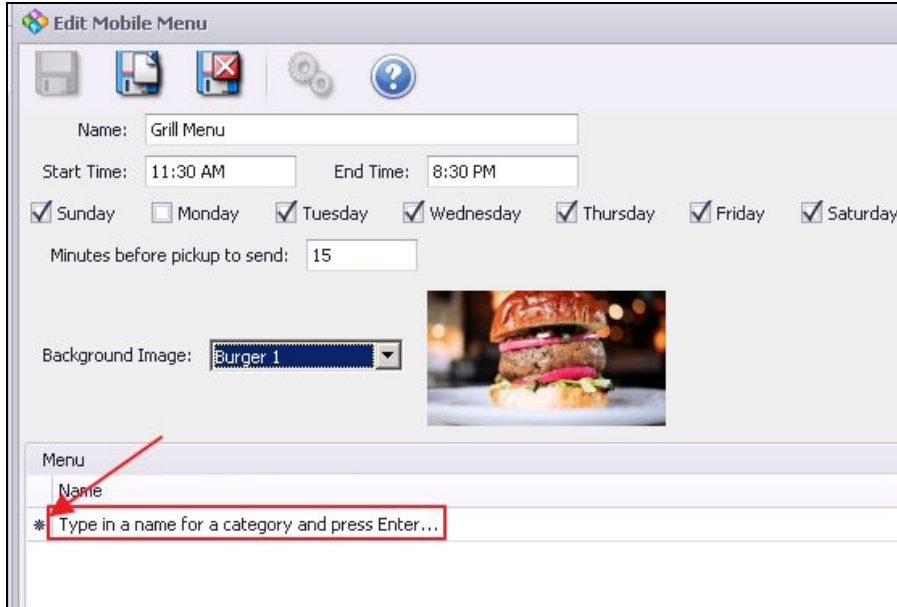 Edit Mobile Menu
Name: Grill Menu
Start Time: 11:30 AM End Time: 8:30 PM
Sunday Monday Tuesday Wednesday Thursday Friday Saturday
Minutes before pickup to send: 15
Background Image: Burger 1
Menu
Name
Type in a name for a category and press Enter...